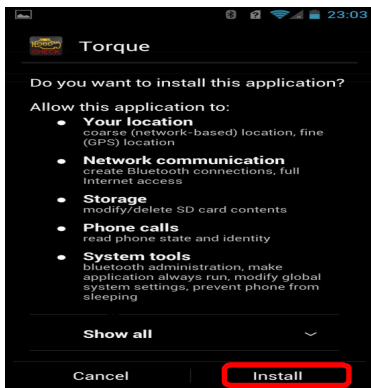 23:03
Torque
Do you want to install this application?
Allow this application to:
● Your location
coarse (network-based) location, fine
(GPS) location
● Network communication
create Bluetooth connections, full
Internet access
● Storage
modify/delete SD card contents
● Phone calls
read phone state and identity
● System tools
bluetooth administration, make
application always run, modify global
system settings, prevent phone from
sleeping
Show all
Cancel Install